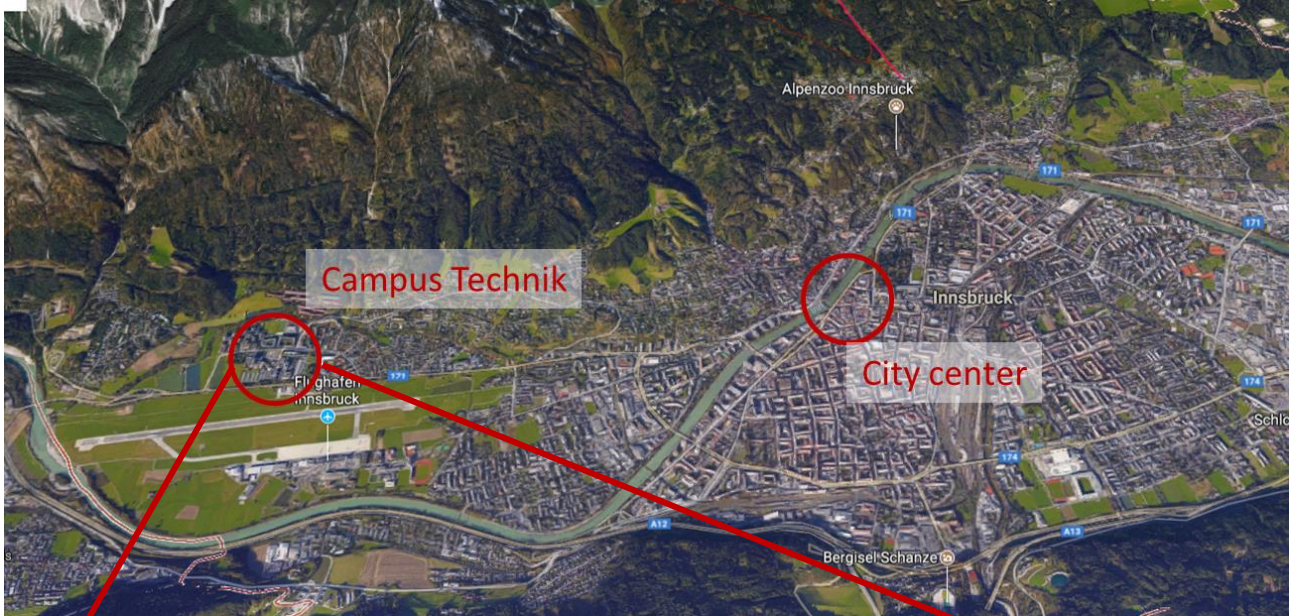 Alpenzoo Innsbruck
171
171
171
Campus Technik
Innsbruck
City center
171
Flughafen
Innsbruck
174
Schlo
174
A12
A13
Bergisel Schanze
s